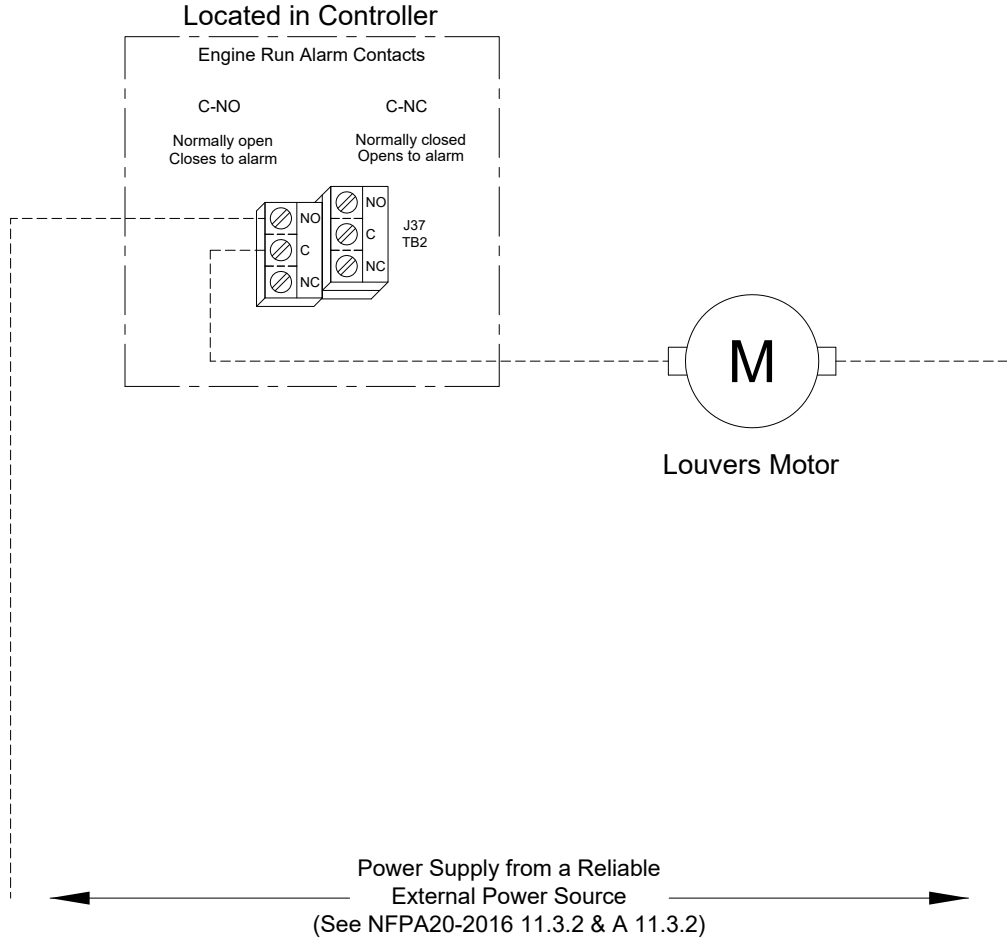 Located in Controller
Engine Run Alarm Contacts
C-NO
C-NC
Normally open
Closes to alarm
Normally closed
Opens to alarm
NO
C
NC
NO
C
NC
J37
TB2
M
Louvers Motor
Power Supply from a Reliable
External Power Source
(See NFPA20-2016 11.3.2 & A 11.3.2)